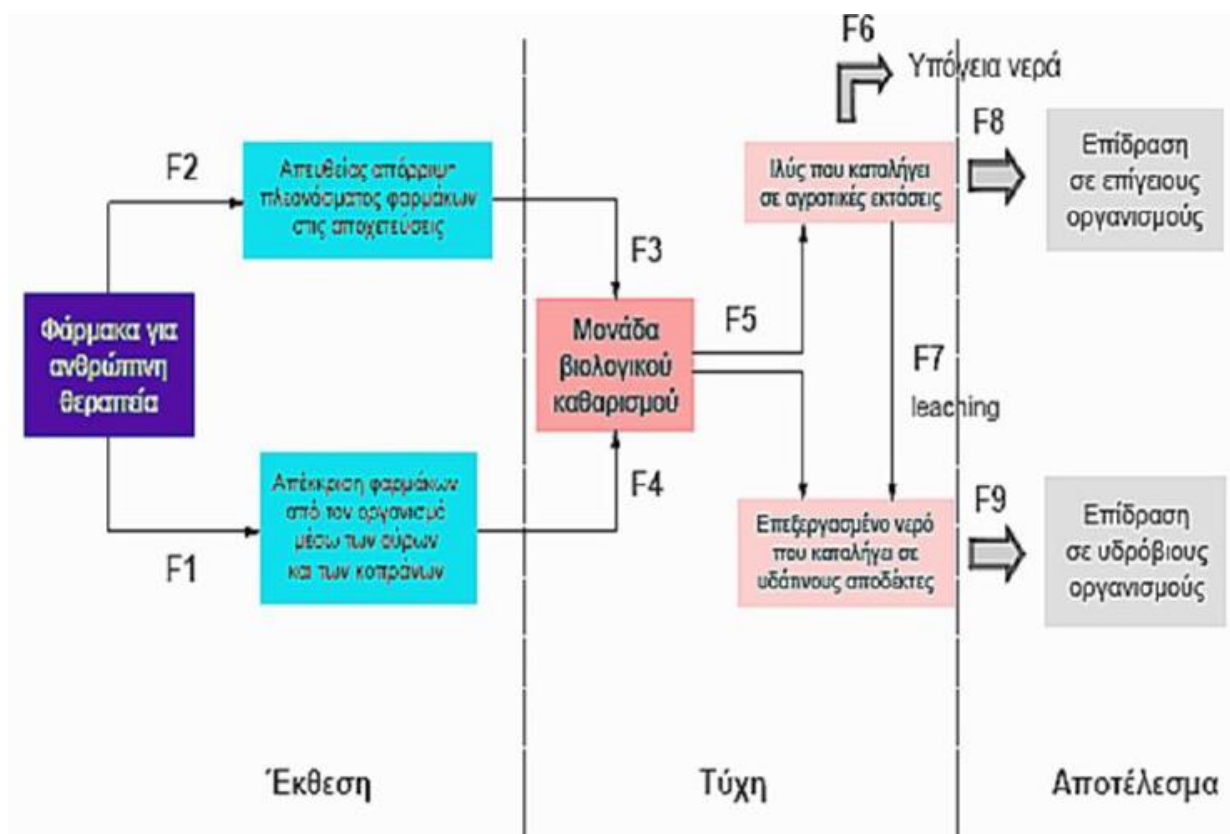 F6
Υπόγεια νερά
F2
Απευθείας απόρριψη
πλεονάσματος φαρμάκων
στις αποχετεύσεις
Ιλύς που καταλήγει
σε αγροτικές εκτάσεις
F8
Επίδραση
σε επίγειους
οργανισμούς
F3
Φάρμακα για
ανθρώπινη
θεραπεία
Μονάδα
βιολογικού
καθαρισμού
F5
F7
leaching
F1
Απέκκριση φαρμάκων
από τον οργανισμό
μέσω των ούρων
και των κοπράνων
F4
Επεξεργασμένο νερό
που καταλήγει σε
υδάτινους αποδέκτες
F9
Επίδραση
σε υδρόβιους
οργανισμούς
Έκθεση
Τύχη
Αποτέλεσμα